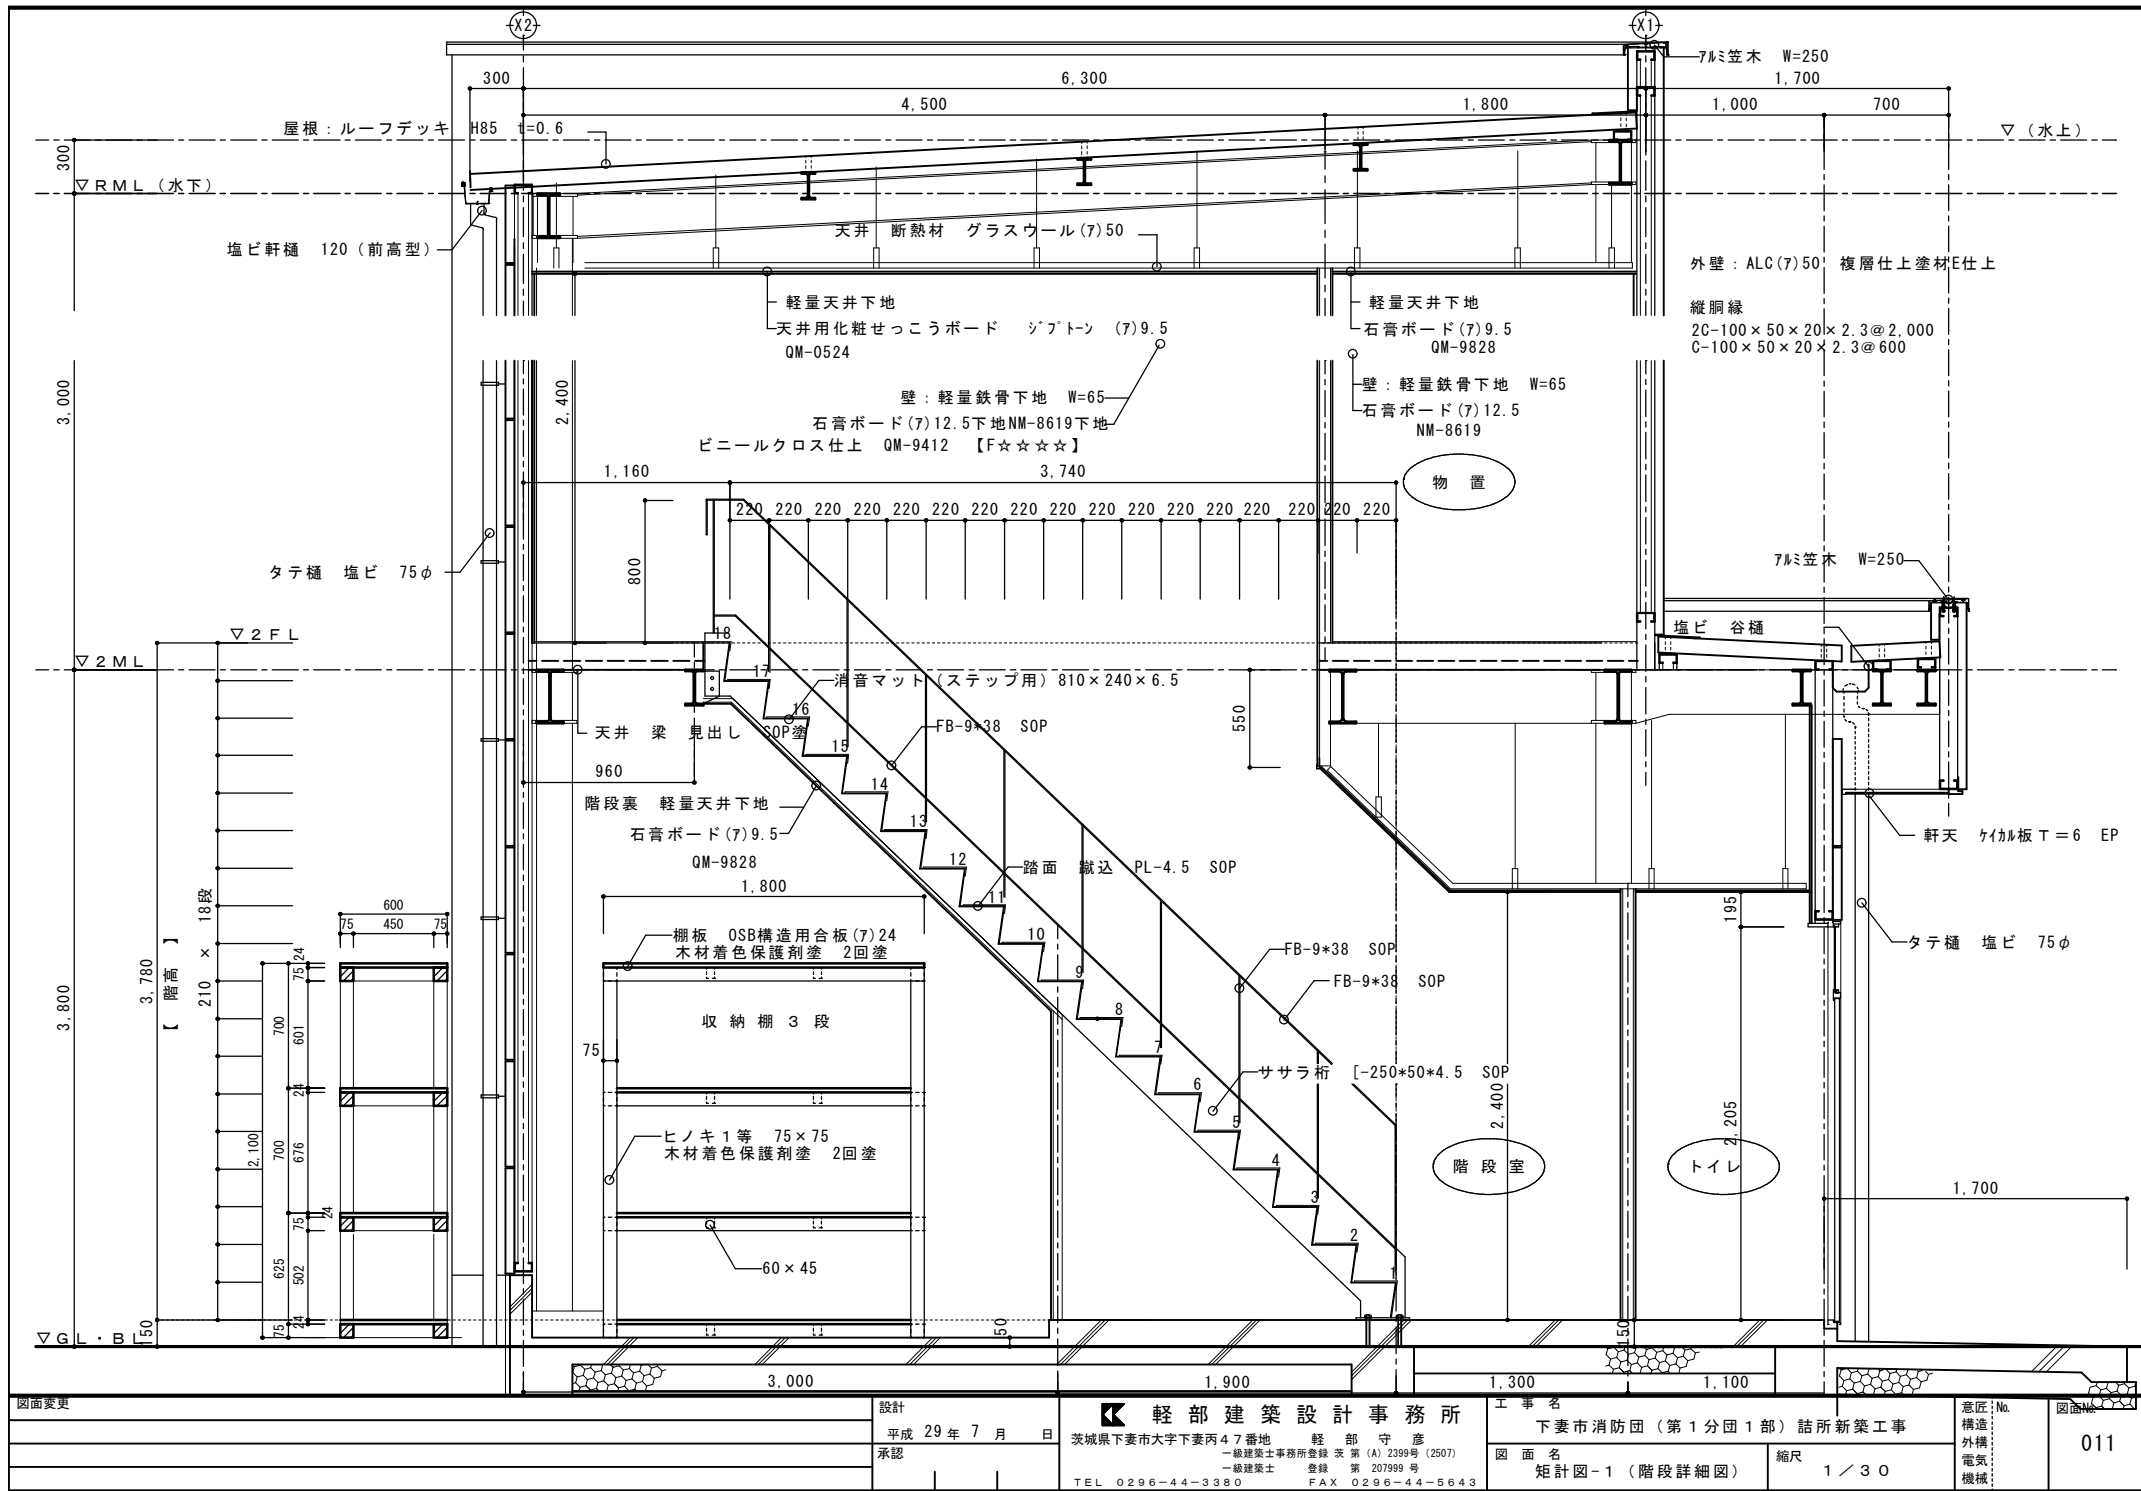 X2
X1
アルミ笠木 W=250
300
6,300
1,700
4,500
1,800
1,000
700
屋根：ルーフデッキ H85 t=0.6
▽（水上）
300
▽RML（水下）
塩ビ軒樋 120（前高型）
天井 断熱材 グラスウール(ｱ)50
外壁：ALC(ｱ)50 複層仕上塗材E仕上
軽量天井下地
天井用化粧せっこうボード ジプトーン (ｱ)9.5
QM-0524
軽量天井下地
石膏ボード(ｱ)9.5
QM-9828
縦胴縁
2C-100×50×20×2.3@2,000
C-100×50×20×2.3@600
3,000
2,400
壁：軽量鉄骨下地 W=65
石膏ボード(ｱ)12.5下地NM-8619下地
ビニールクロス仕上 QM-9412 【F☆☆☆☆】
壁：軽量鉄骨下地 W=65
石膏ボード(ｱ)12.5
NM-8619
1,160
3,740
物 置
220 220 220 220 220 220 220 220 220 220 220 220 220 220 220 220 220
800
タテ樋 塩ビ 75φ
アルミ笠木 W=250
塩ビ 谷樋
▽2FL
▽2ML
18
17
16
15
14
13
12
11
10
9
8
7
6
5
4
3
2
1
消音マット（ステップ用）810×240×6.5
天井 梁 見出し SOP塗
FB-9*38 SOP
550
960
階段裏 軽量天井下地
石膏ボード(ｱ)9.5
QM-9828
軒天 ケイカル板T＝6 EP
踏面 蹴込 PL-4.5 SOP
1,800
195
600
75 450 75
棚板 OSB構造用合板(ｱ)24
木材着色保護剤塗 2回塗
FB-9*38 SOP
FB-9*38 SOP
タテ樋 塩ビ 75φ
3,800
3,780
【 階高 】
210 × 18段
24
75
700
601
24
2,100
700
676
24
75
625
502
24
75
収 納 棚 3 段
75
ササラ桁 [-250*50*4.5 SOP
2,400
2,205
ヒノキ1等 75×75
木材着色保護剤塗 2回塗
階 段 室
トイレ
1,700
60×45
▽GL・BL
150
50
150
3,000
1,900
1,300
1,100
図面変更
設計
平成 29 年 7 月 日
承認
軽部建築設計事務所
茨城県下妻市大字下妻丙47番地 軽 部 守 彦
一級建築士事務所登録 茨 第（A）2399号（2507）
一級建築士 登録 第 207999 号
TEL 0296-44-3380 FAX 0296-44-5643
工 事 名
下妻市消防団（第1分団1部）詰所新築工事
図 面 名
矩計図-1（階段詳細図）
縮尺
1／30
意匠
構造
外構
電気
機械
No.
図面No.
011